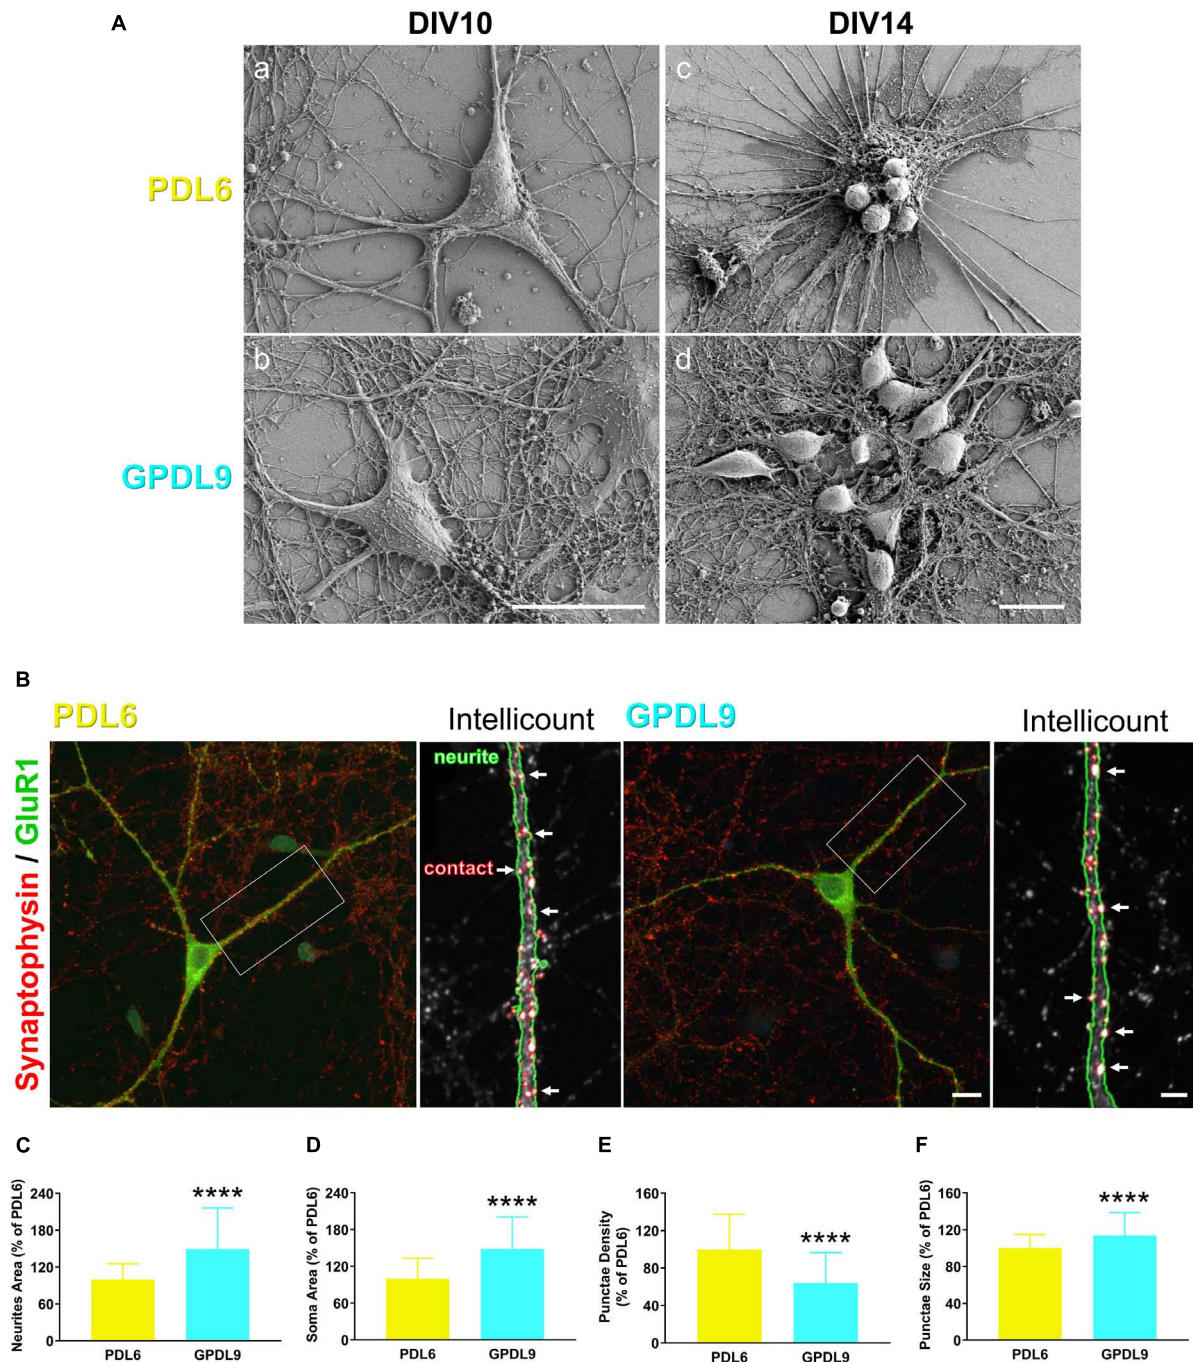 A
DIV10
DIV14
a
c
PDL6
b
d
GPDL9
B
PDL6
Intellicount
GPDL9
Intellicount
Synaptophysin / GluR1
neurite
contact
C
D
E
F
Neurites Area (% of PDL6)
240
180
120
60
0
****
PDL6
GPDL9
Soma Area (% of PDL6)
240
180
120
60
0
****
PDL6
GPDL9
Punctae Density
(% of PDL6)
160
120
80
40
0
****
PDL6
GPDL9
Punctae Size (% of PDL6)
160
120
80
40
0
****
PDL6
GPDL9